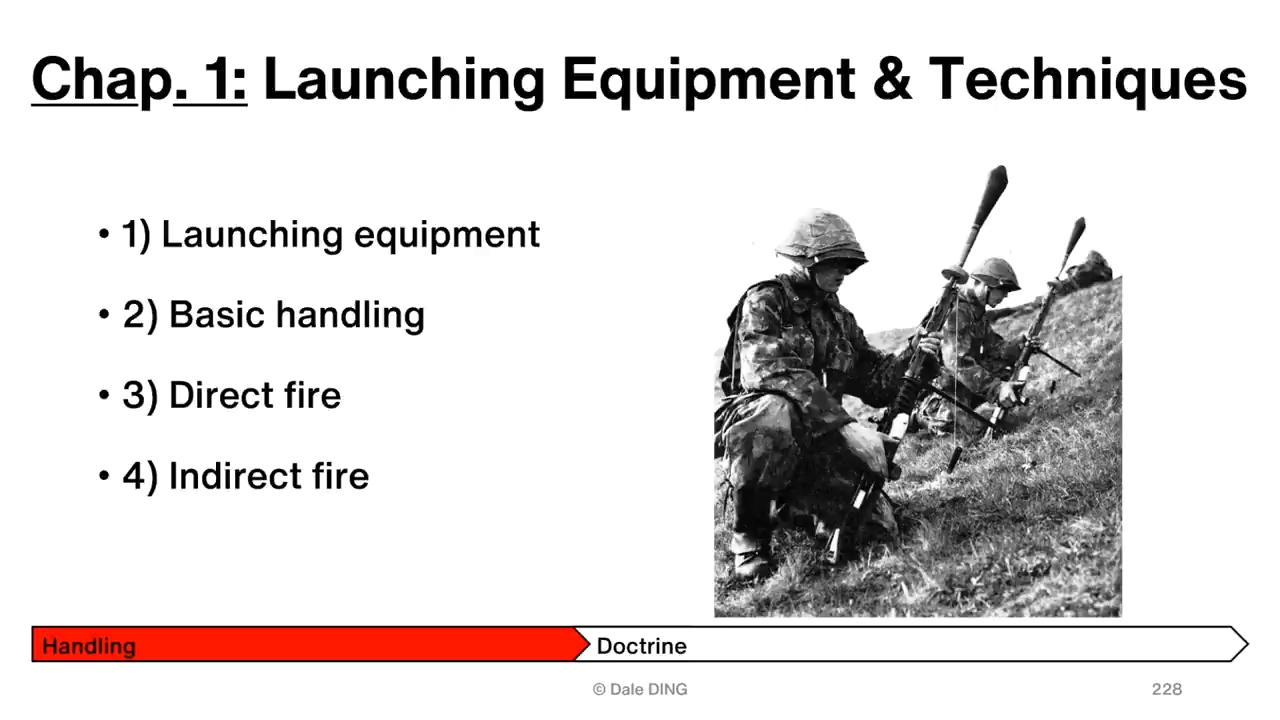 Chap. 1: Launching Equipment & Techniques
• 1) Launching equipment
• 2) Basic handling
• 3) Direct fire
• 4) Indirect fire
Handling
Doctrine
© Dale DING
228